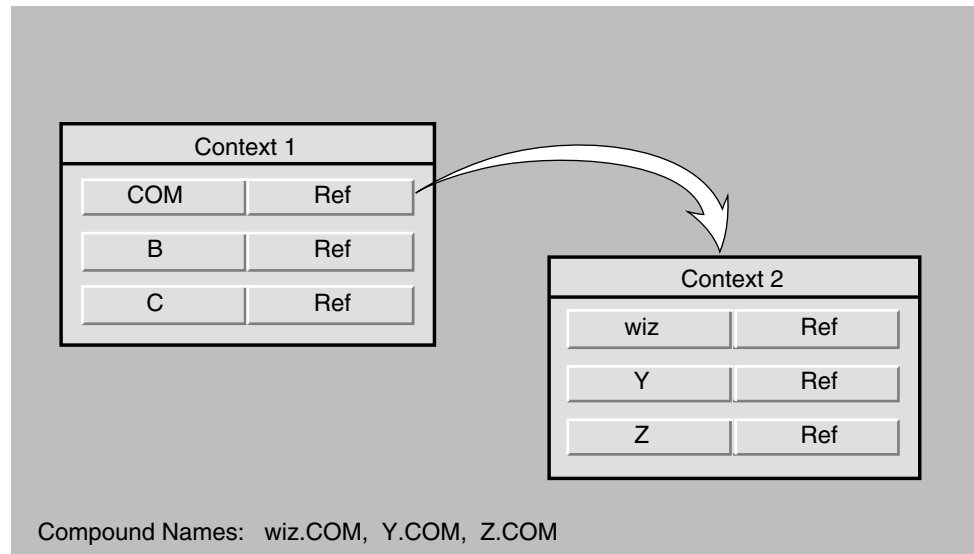 Context 1
COM Ref
B Ref
C Ref
Context 2
wiz Ref
Y Ref
Z Ref
Compound Names: wiz.COM, Y.COM, Z.COM